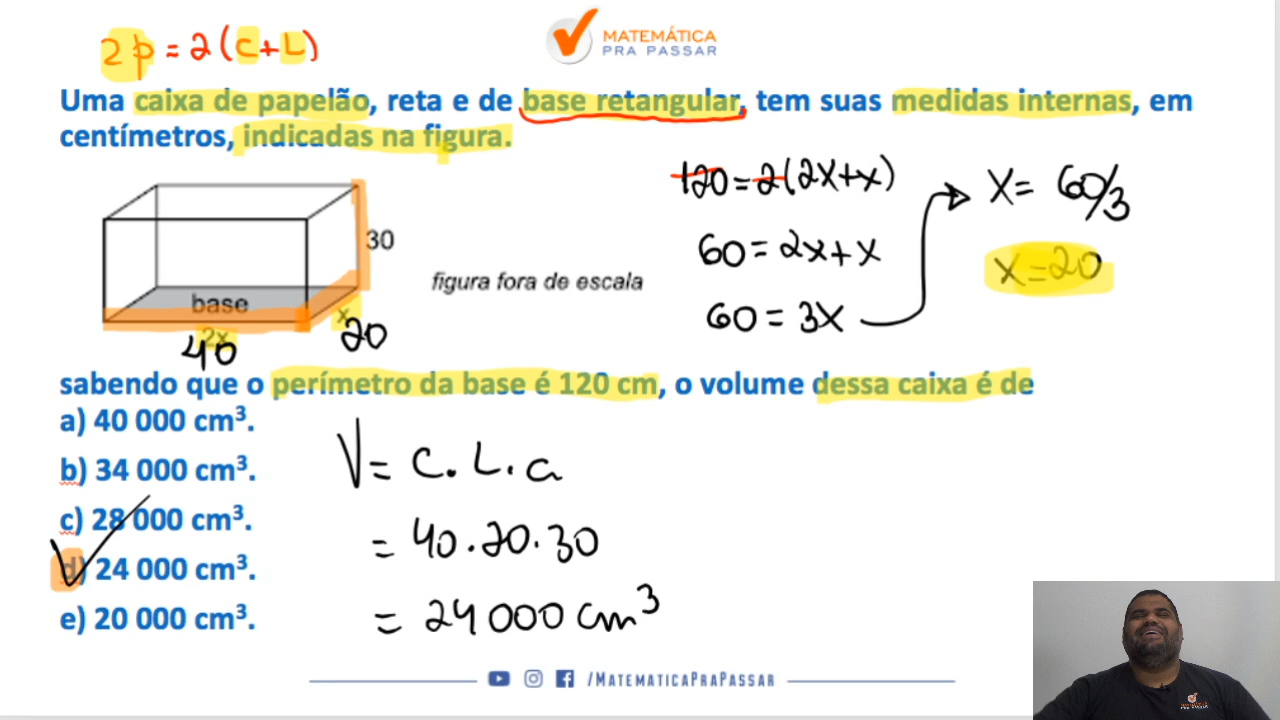 2p = 2(C+L)
MATEMÁTICA
PRA PASSAR
Uma caixa de papelão, reta e de base retangular, tem suas medidas internas, em
centímetros, indicadas na figura.
120 = 2(2x+x)
60 = 2x+x
60 = 3x
x = 60/3
x = 20
30
figura fora de escala
base
2x
x
40
20
sabendo que o perímetro da base é 120 cm, o volume dessa caixa é de
a) 40 000 cm³.
b) 34 000 cm³.
c) 28 000 cm³.
d) 24 000 cm³.
e) 20 000 cm³.
V = C.L.a
= 40.20.30
= 24000 cm³
/MATEMATICAPRAPASSAR